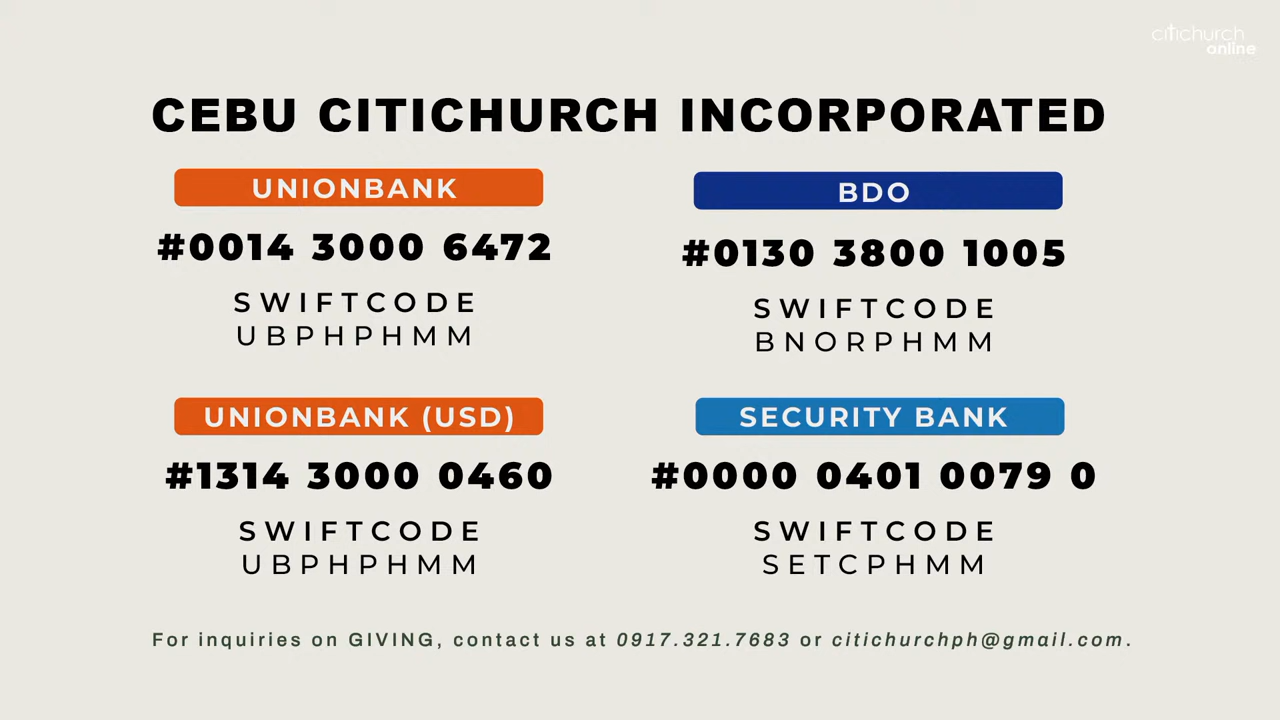 citichurch
online
CEBU CITICHURCH INCORPORATED
UNIONBANK
#0014 3000 6472
SWIFTCODE
UBPHPHMM
BDO
#0130 3800 1005
SWIFTCODE
BNORPHMM
UNIONBANK (USD)
#1314 3000 0460
SWIFTCODE
UBPHPHMM
SECURITY BANK
#0000 0401 0079 0
SWIFTCODE
SETCPHMM
For inquiries on GIVING, contact us at 0917.321.7683 or citichurchph@gmail.com.